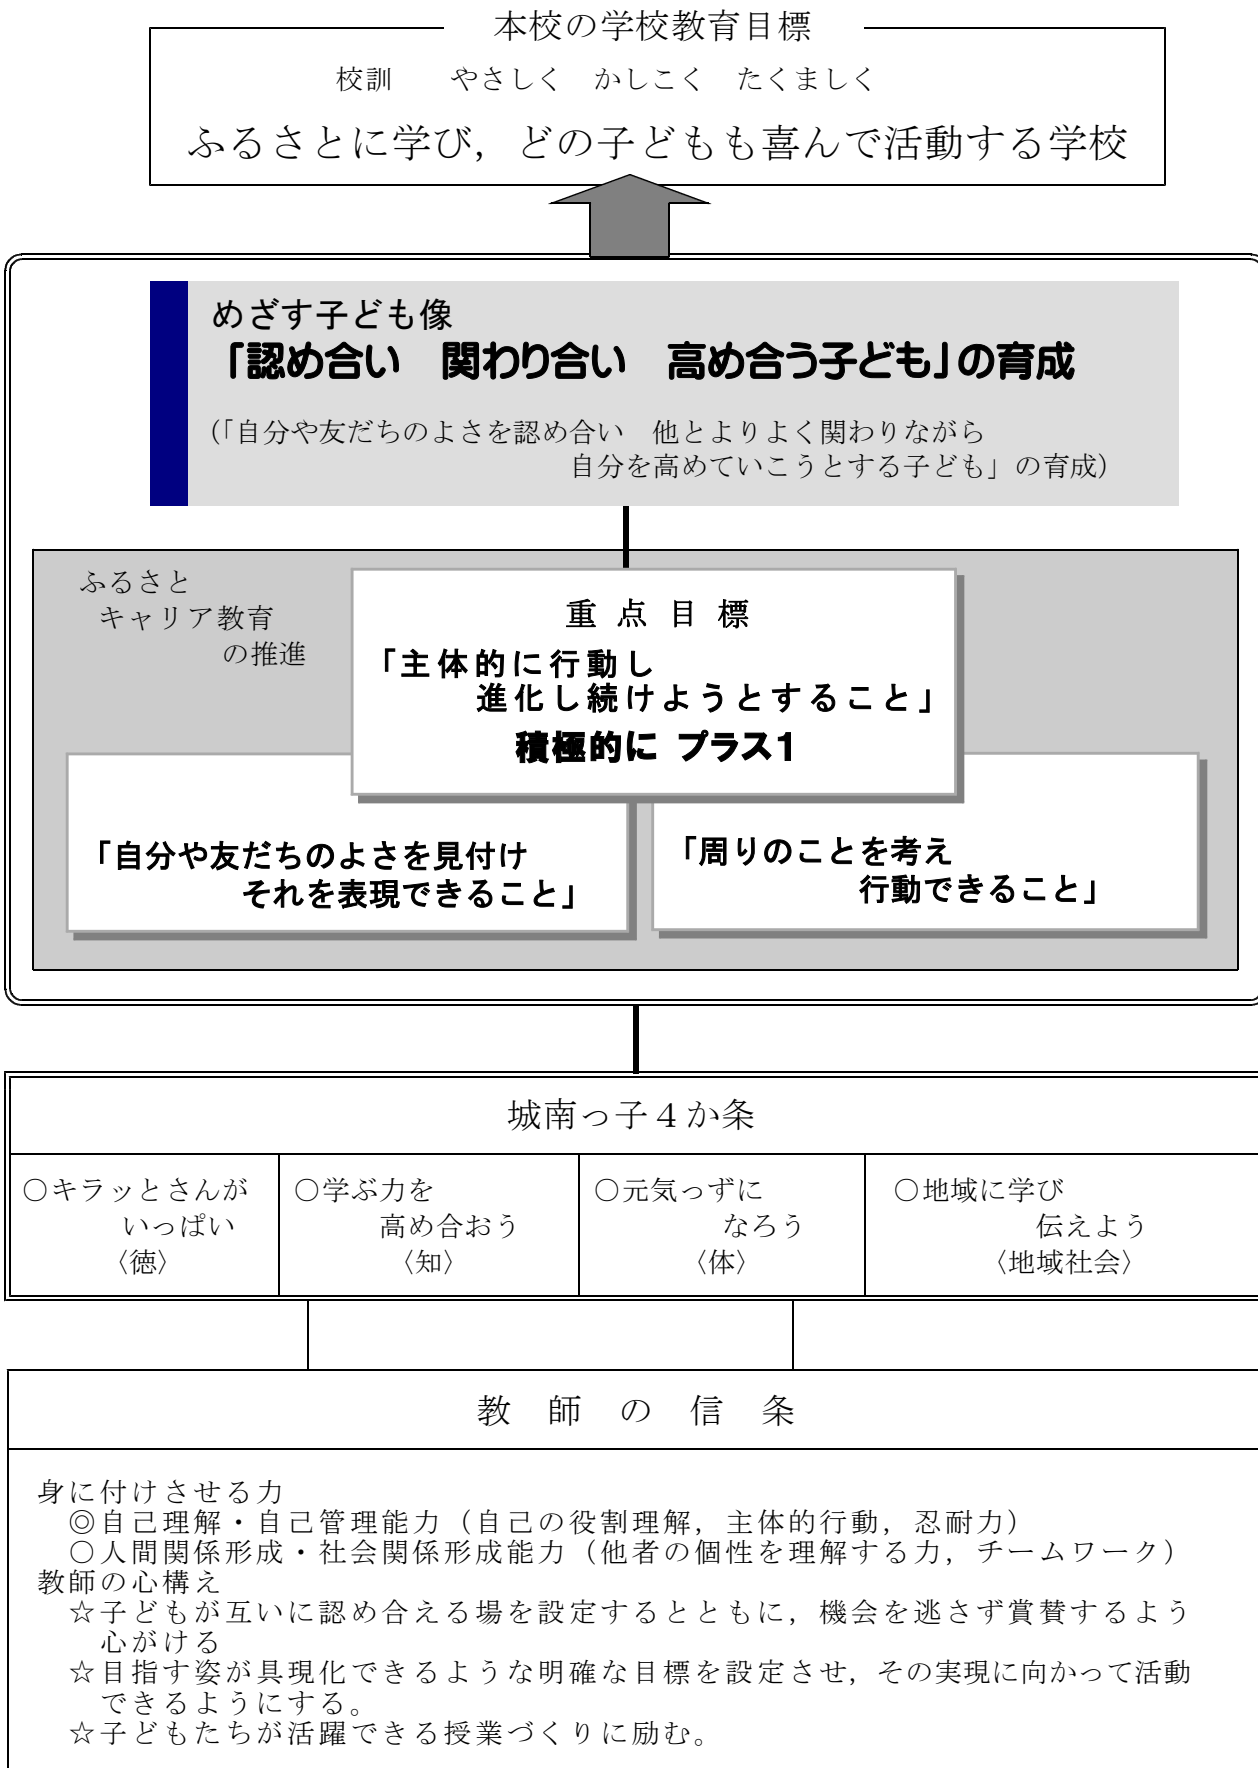 本校の学校教育目標
校訓　　やさしく　かしこく　たくましく
ふるさとに学び，どの子どもも喜んで活動する学校
めざす子ども像
「認め合い　関わり合い　高め合う子ども」の育成
（「自分や友だちのよさを認め合い　他とよりよく関わりながら
自分を高めていこうとする子ども」の育成）
ふるさと
キャリア教育
の推進
重 点 目 標
「主体的に行動し
進化し続けようとすること」
積極的に プラス1
「自分や友だちのよさを見付け
それを表現できること」
「周りのことを考え
行動できること」
城南っ子４か条
○キラッとさんが
いっぱい
〈徳〉
○学ぶ力を
高め合おう
〈知〉
○元気っずに
なろう
〈体〉
○地域に学び
伝えよう
〈地域社会〉
教　師　の　信　条
身に付けさせる力
◎自己理解・自己管理能力（自己の役割理解，主体的行動，忍耐力）
○人間関係形成・社会関係形成能力（他者の個性を理解する力，チームワーク）
教師の心構え
☆子どもが互いに認め合える場を設定するとともに，機会を逃さず賞賛するよう
心がける
☆目指す姿が具現化できるような明確な目標を設定させ，その実現に向かって活動
できるようにする。
☆子どもたちが活躍できる授業づくりに励む。